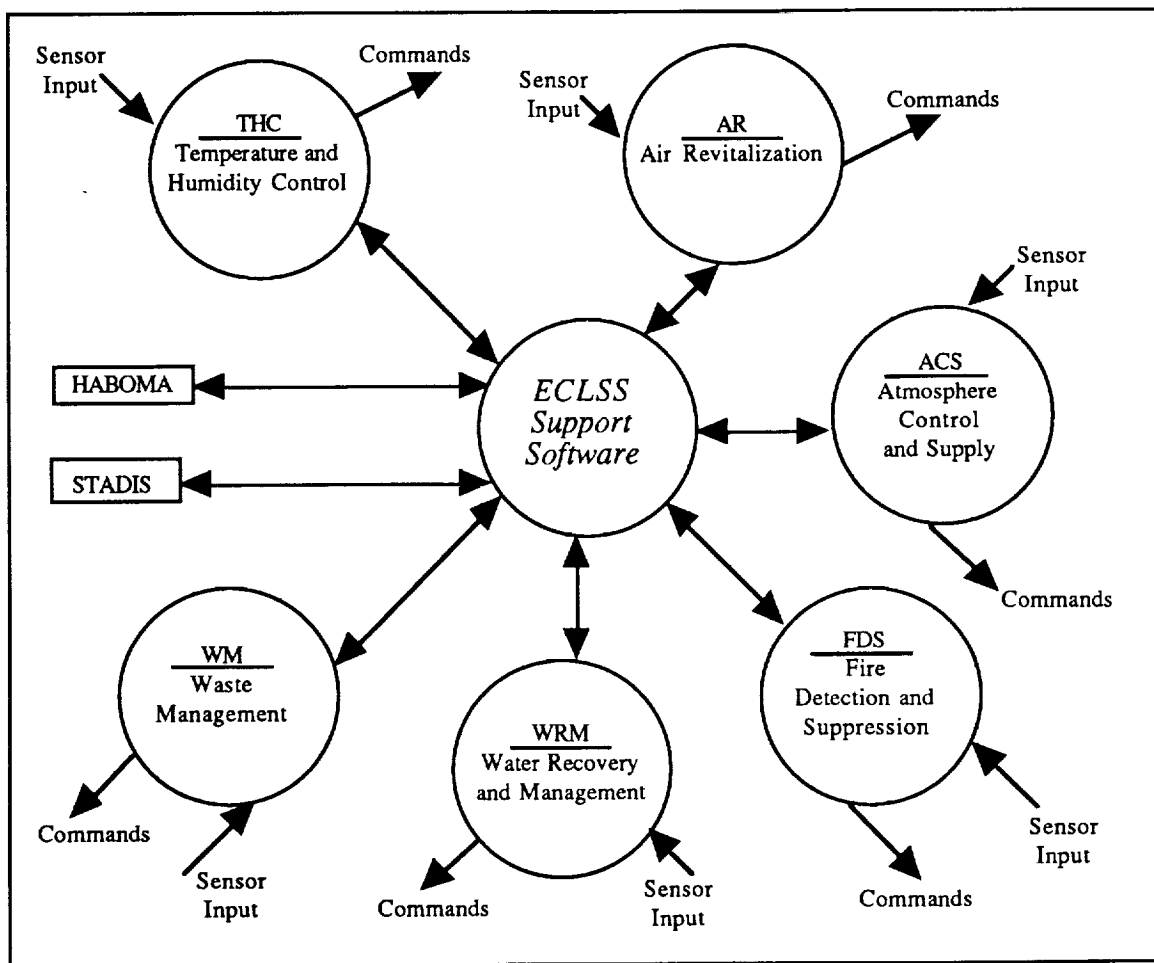 Sensor
Input
Commands
THC
Temperature and
Humidity Control
Sensor
Input
AR
Air Revitalization
Commands
Sensor
Input
ACS
Atmosphere
Control
and Supply
Commands
HABOMA
STADIS
ECLSS
Support
Software
WM
Waste
Management
Commands
Sensor
Input
WRM
Water Recovery
and Management
Commands
Sensor
Input
FDS
Fire
Detection and
Suppression
Sensor
Input
Commands